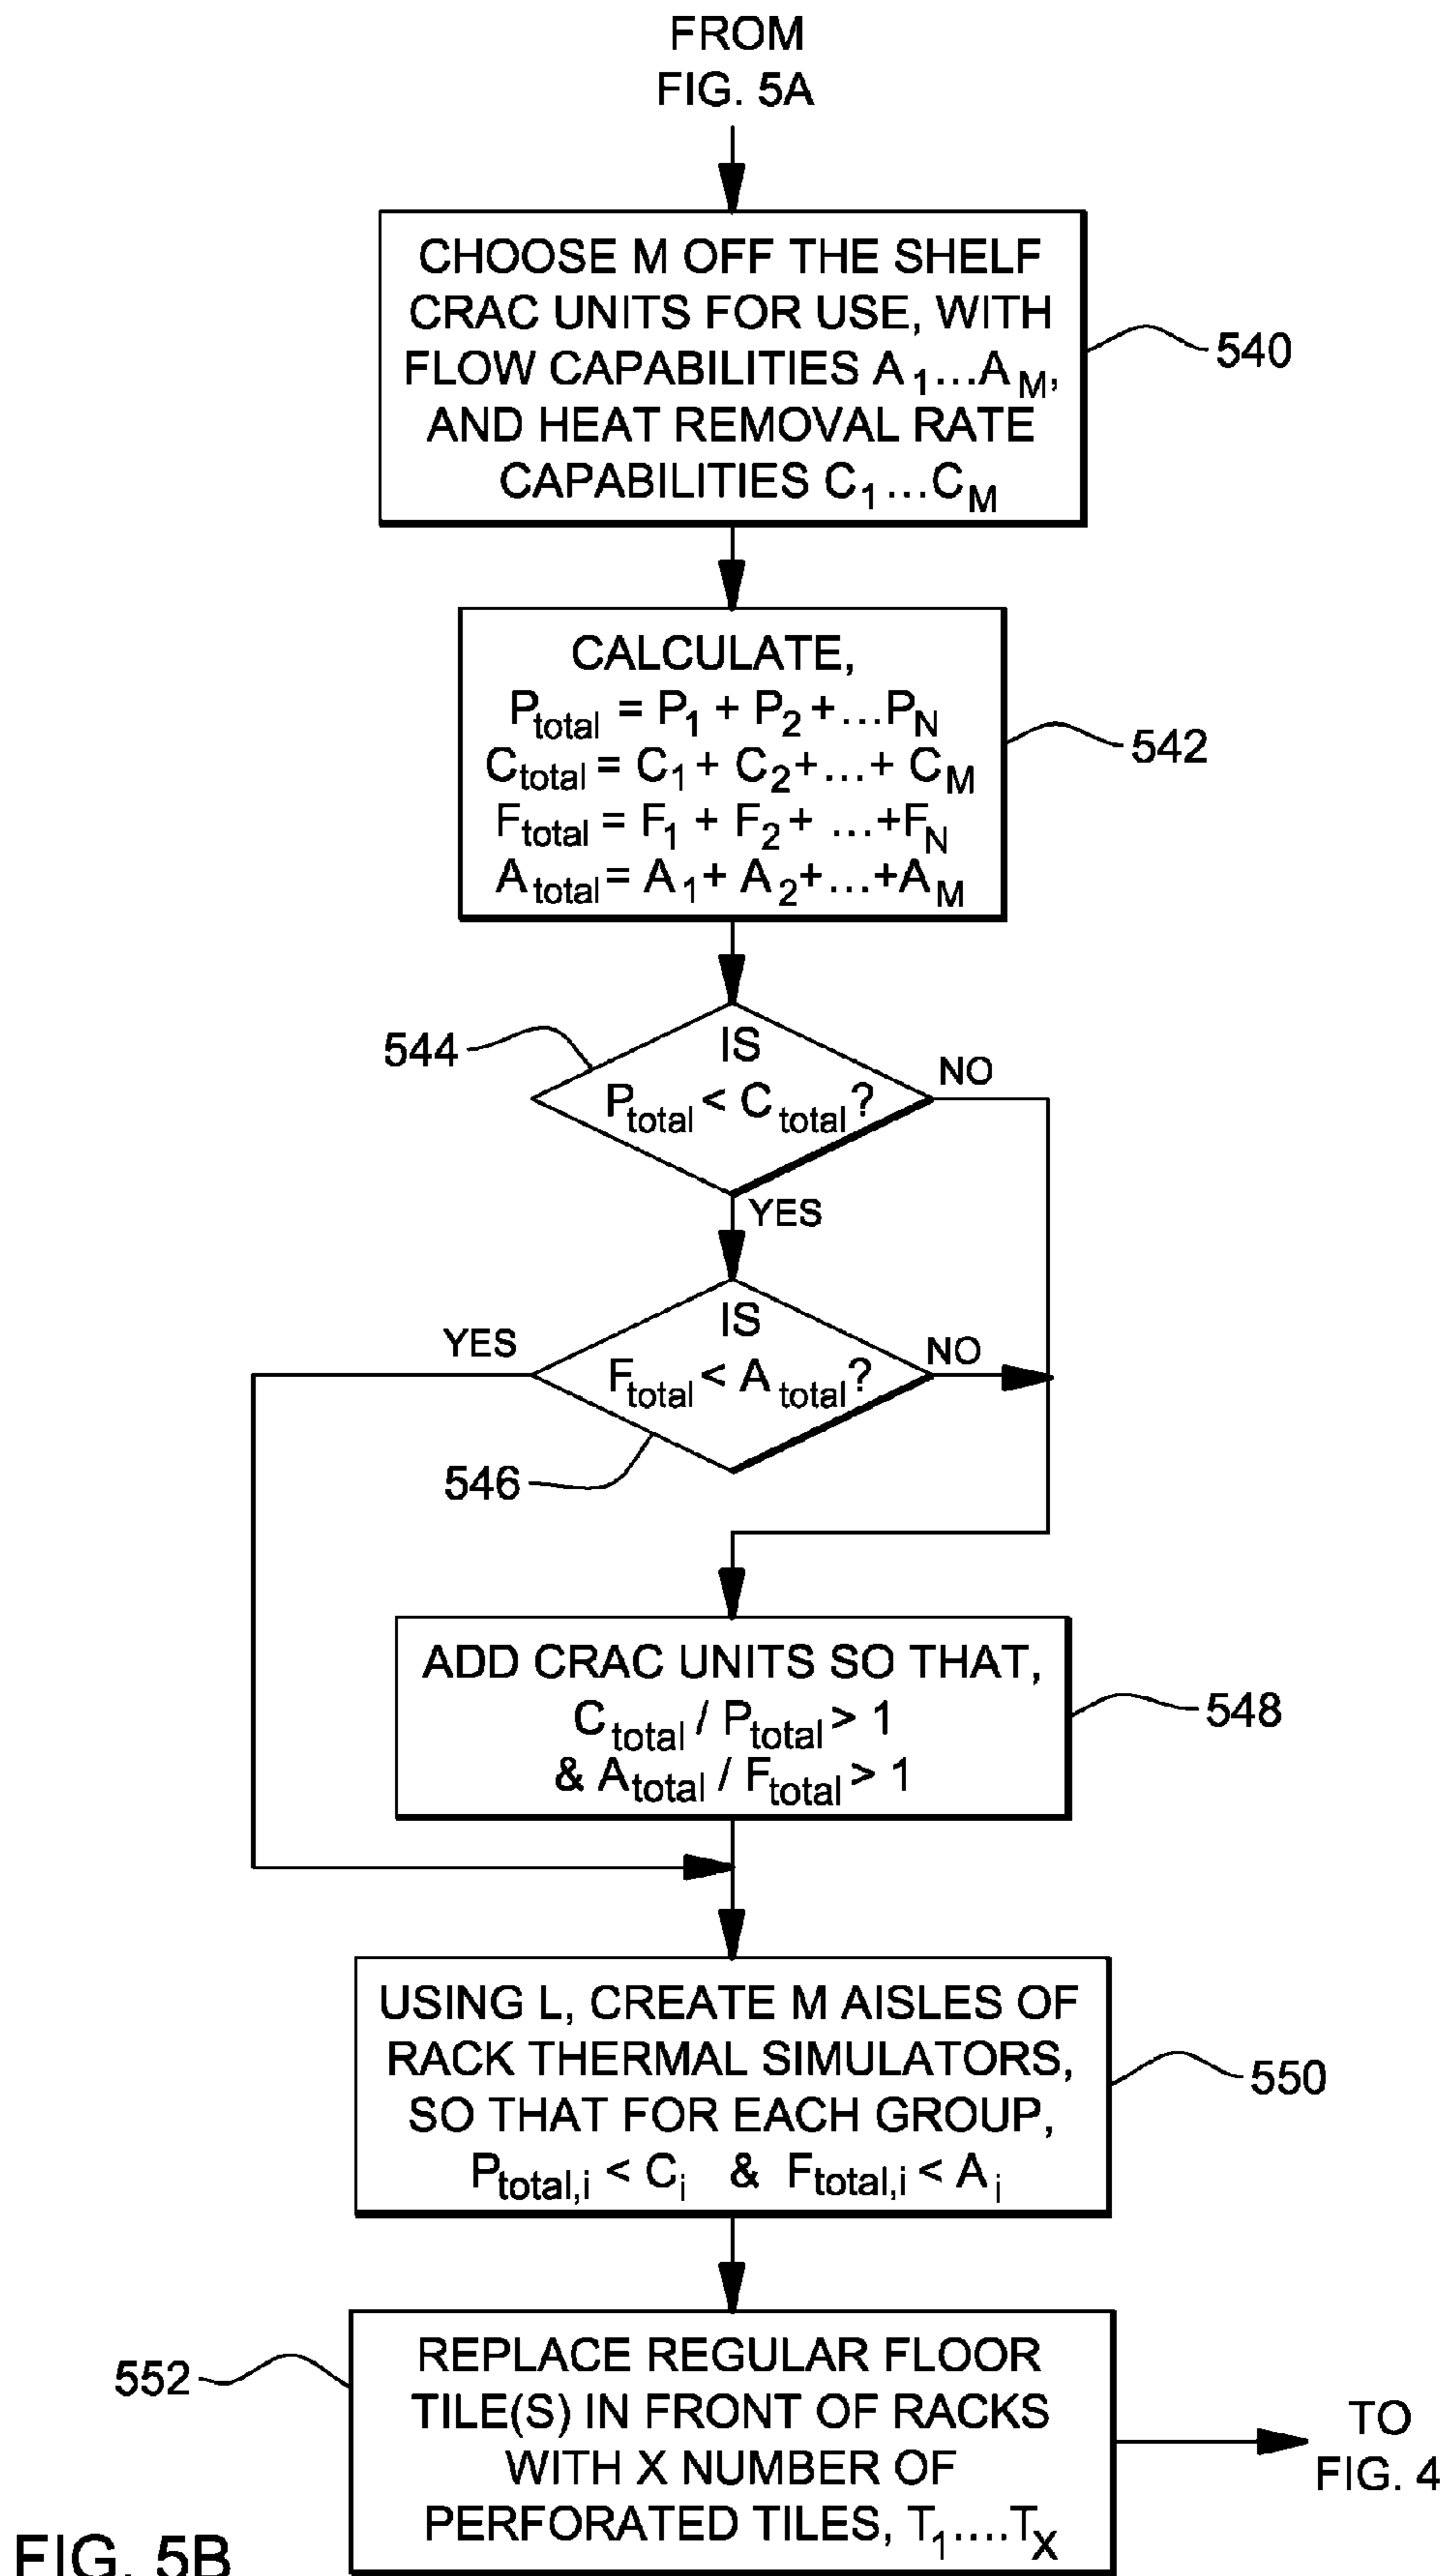 FROM
FIG. 5A
CHOOSE M OFF THE SHELF
CRAC UNITS FOR USE, WITH
FLOW CAPABILITIES A1...AM,
AND HEAT REMOVAL RATE
CAPABILITIES C1...CM
540
CALCULATE,
Ptotal = P1 + P2 +...PN
Ctotal = C1 + C2+...+ CM
Ftotal = F1 + F2+ ...+FN
Atotal = A1+ A2+...+AM
542
544
IS
Ptotal < Ctotal?
NO
YES
IS
Ftotal < Atotal?
YES
NO
546
ADD CRAC UNITS SO THAT,
Ctotal / Ptotal > 1
& Atotal / Ftotal > 1
548
USING L, CREATE M AISLES OF
RACK THERMAL SIMULATORS,
SO THAT FOR EACH GROUP,
Ptotal,i < Ci & Ftotal,i < Ai
550
552
REPLACE REGULAR FLOOR
TILE(S) IN FRONT OF RACKS
WITH X NUMBER OF
PERFORATED TILES, T1....TX
TO
FIG. 4
FIG. 5B